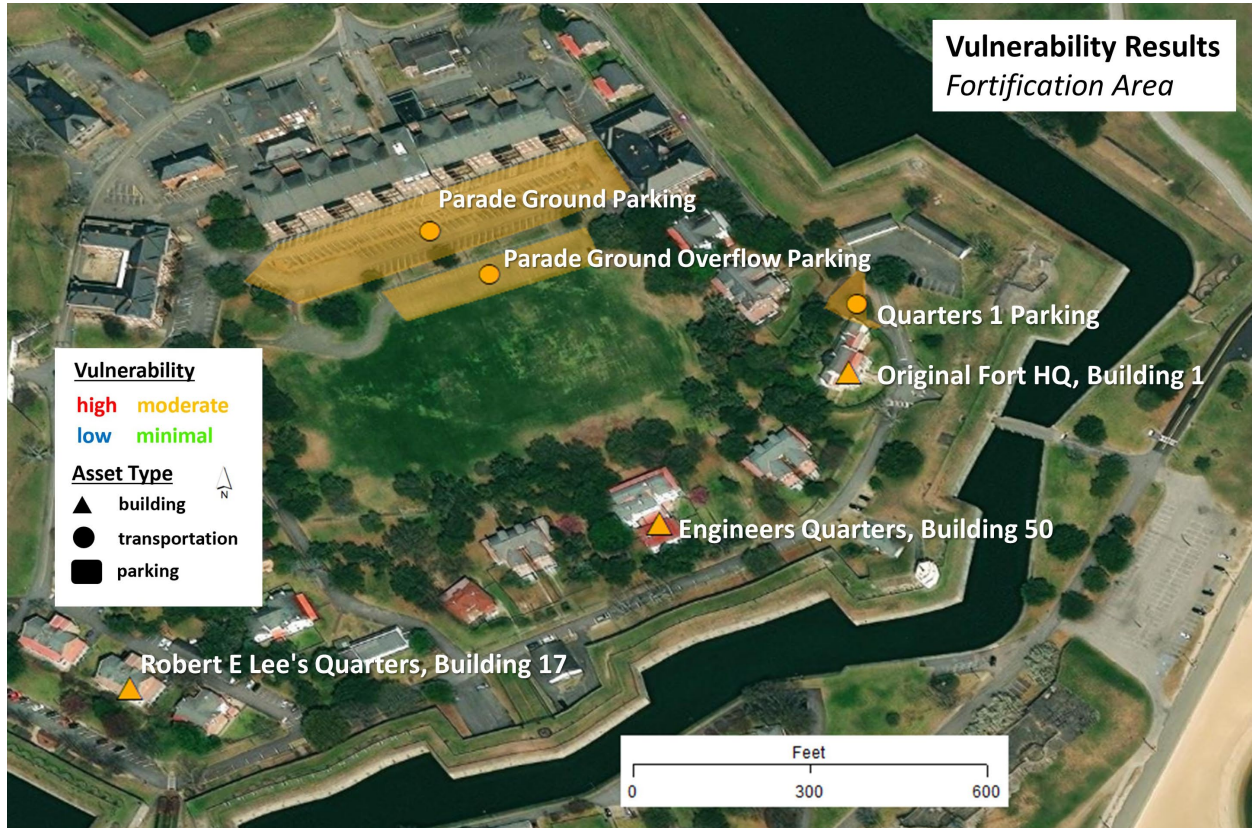 Vulnerability Results
Fortification Area
Parade Ground Parking
Parade Ground Overflow Parking
Quarters 1 Parking
Original Fort HQ, Building 1
Engineers Quarters, Building 50
Robert E Lee's Quarters, Building 17
Vulnerability
high moderate
low minimal
Asset Type
N
building
transportation
parking
Feet
0 300 600